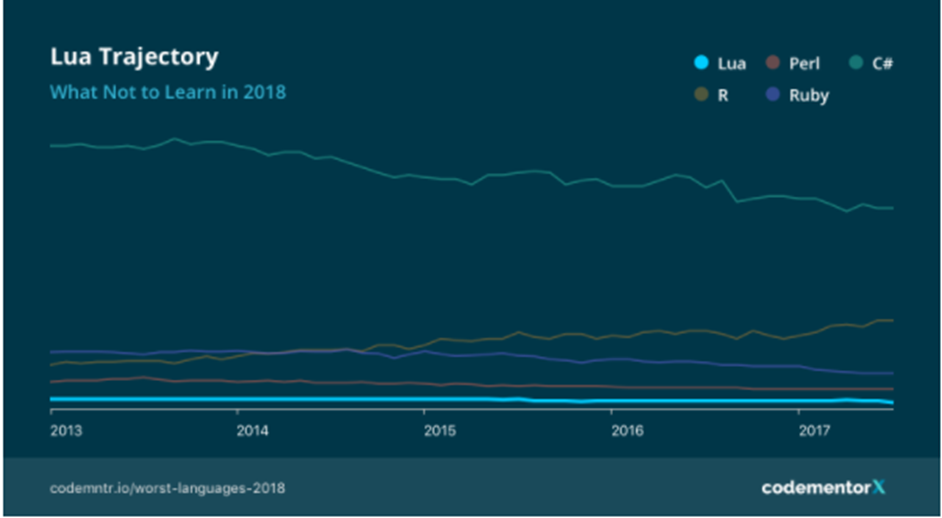 Lua Trajectory
What Not to Learn in 2018
Lua Perl C#
R Ruby
2013 2014 2015 2016 2017
codemntr.io/worst-languages-2018
codementorX